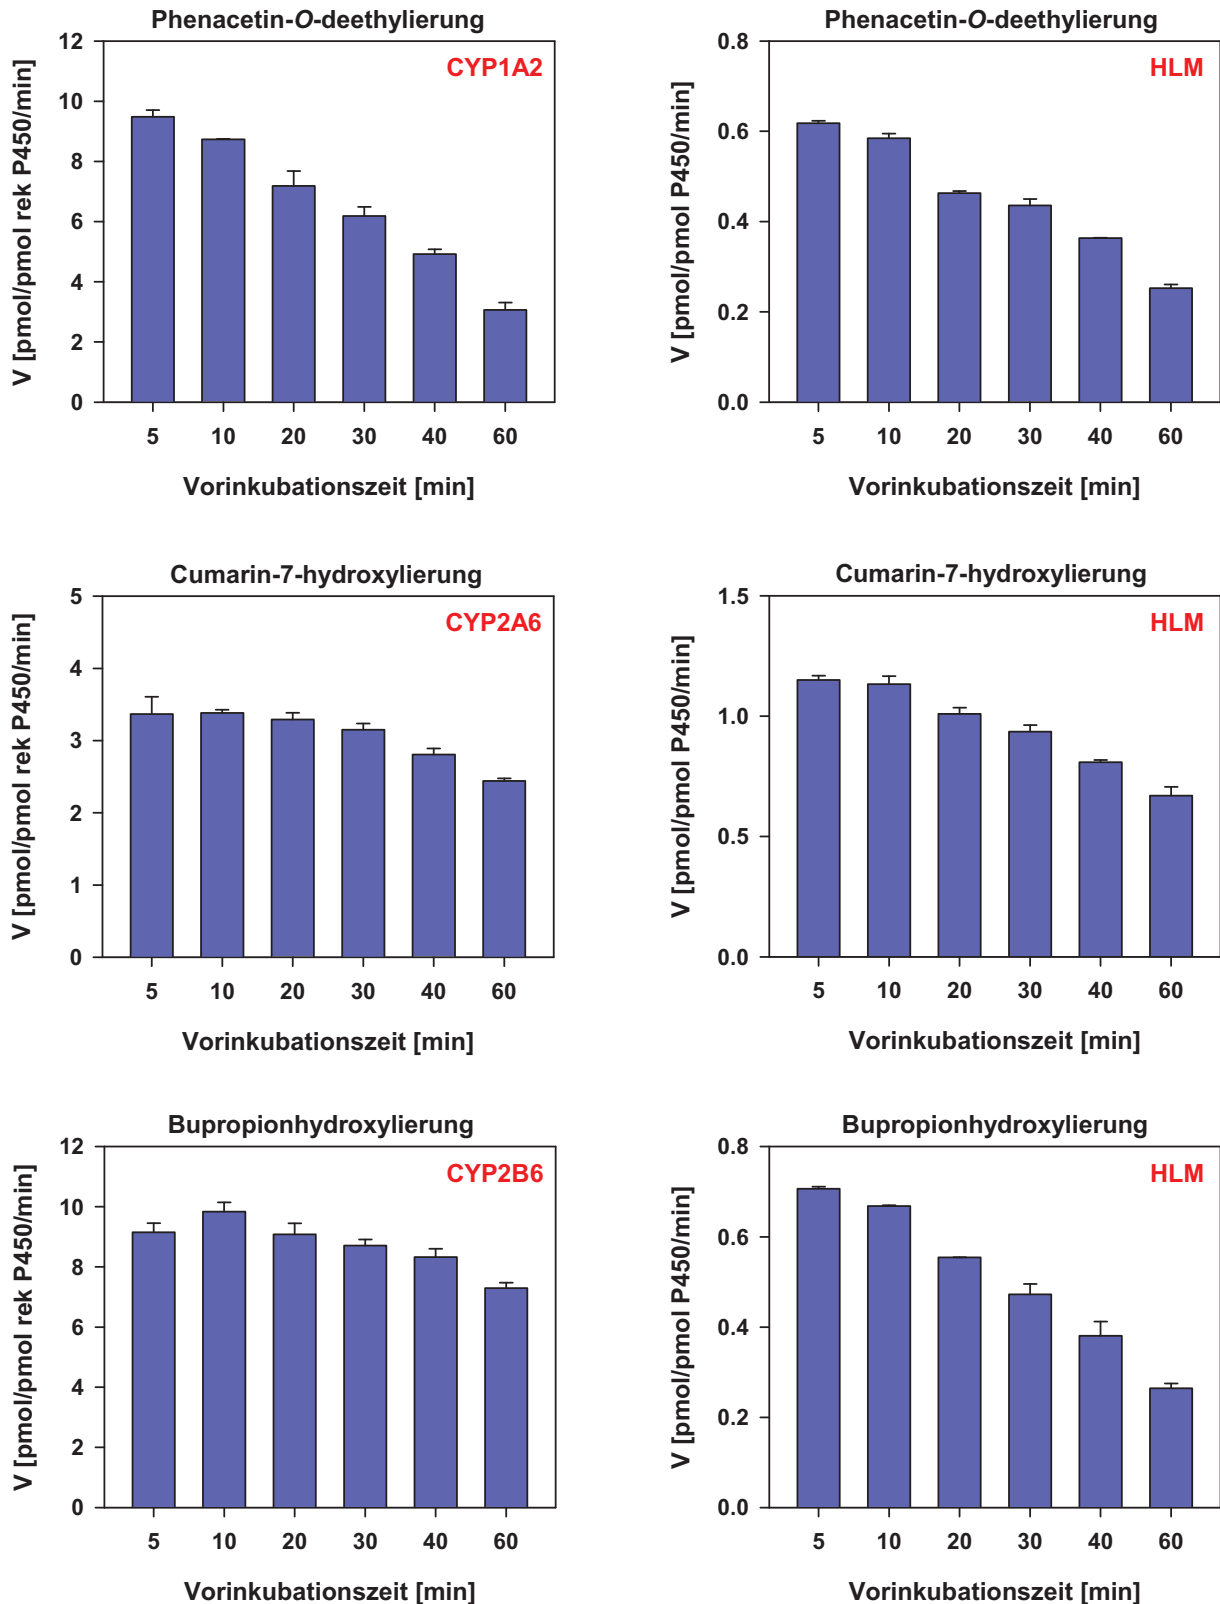 Phenacetin-O-deethylierung
CYP1A2
V [pmol/pmol rek P450/min]
12
10
8
6
4
2
0
5 10 20 30 40 60
Vorinkubationszeit [min]
Phenacetin-O-deethylierung
HLM
V [pmol/pmol P450/min]
0.8
0.6
0.4
0.2
0.0
5 10 20 30 40 60
Vorinkubationszeit [min]
Cumarin-7-hydroxylierung
CYP2A6
V [pmol/pmol rek P450/min]
5
4
3
2
1
0
5 10 20 30 40 60
Vorinkubationszeit [min]
Cumarin-7-hydroxylierung
HLM
V [pmol/pmol P450/min]
1.5
1.0
0.5
0.0
5 10 20 30 40 60
Vorinkubationszeit [min]
Bupropionhydroxylierung
CYP2B6
V [pmol/pmol rek P450/min]
12
10
8
6
4
2
0
5 10 20 30 40 60
Vorinkubationszeit [min]
Bupropionhydroxylierung
HLM
V [pmol/pmol P450/min]
0.8
0.6
0.4
0.2
0.0
5 10 20 30 40 60
Vorinkubationszeit [min]